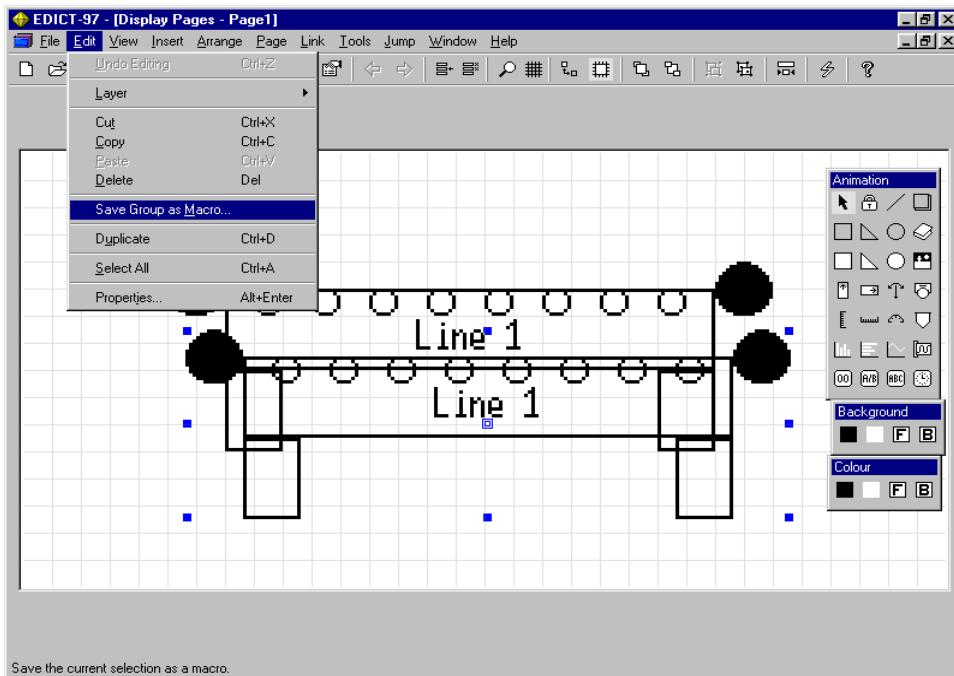 EDICT-97 - [Display Pages - Page1]
File Edit View Insert Arrange Page Link Tools Jump Window Help
Undo Editing Ctrl+Z
Layer
Cut Ctrl+X
Copy Ctrl+C
Paste Ctrl+V
Delete Del
Save Group as Macro...
Duplicate Ctrl+D
Select All Ctrl+A
Properties... Alt+Enter
Animation
T
00 A/B ABC
Line 1
Line 1
Background
F B
Colour
F B
Save the current selection as a macro.